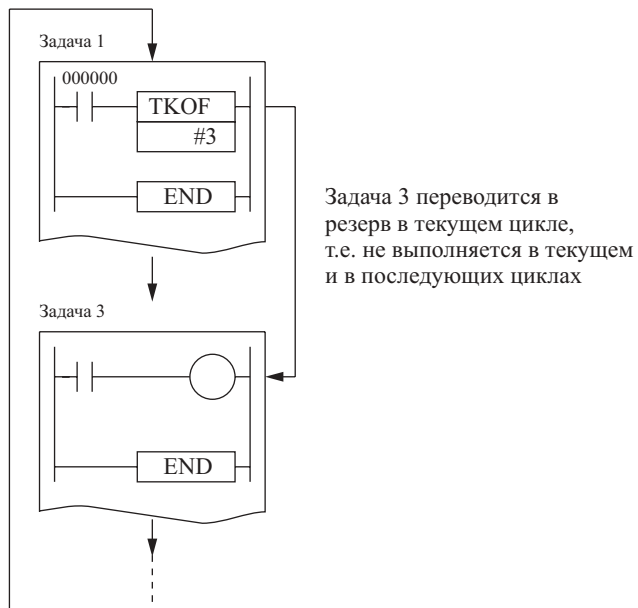 Задача 1
000000
TKOF
#3
END
Задача 3 переводится в
резерв в текущем цикле,
т.е. не выполняется в текущем
и в последующих циклах
Задача 3
END